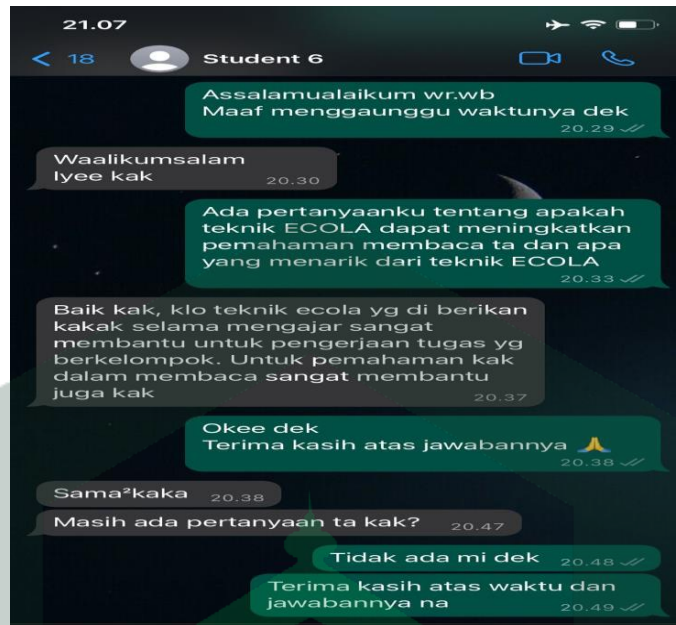 21.07
18
Student 6
Assalamualaikum wr.wb
Maaf menggaunggu waktunya dek
20.29
Waalikumsalam
Iyee kak
20.30
Ada pertanyaanku tentang apakah
teknik ECOLA dapat meningkatkan
pemahaman membaca ta dan apa
yang menarik dari teknik ECOLA
20.33
Baik kak, klo teknik ecola yg di berikan
kakak selama mengajar sangat
membantu untuk pengerjaan tugas yg
berkelompok. Untuk pemahaman kak
dalam membaca sangat membantu
juga kak
20.37
Okee dek
Terima kasih atas jawabannya 🙏
20.38
Sama²kaka 20.38
Masih ada pertanyaan ta kak? 20.47
Tidak ada mi dek 20.48
Terima kasih atas waktu dan
jawabannya na
20.49